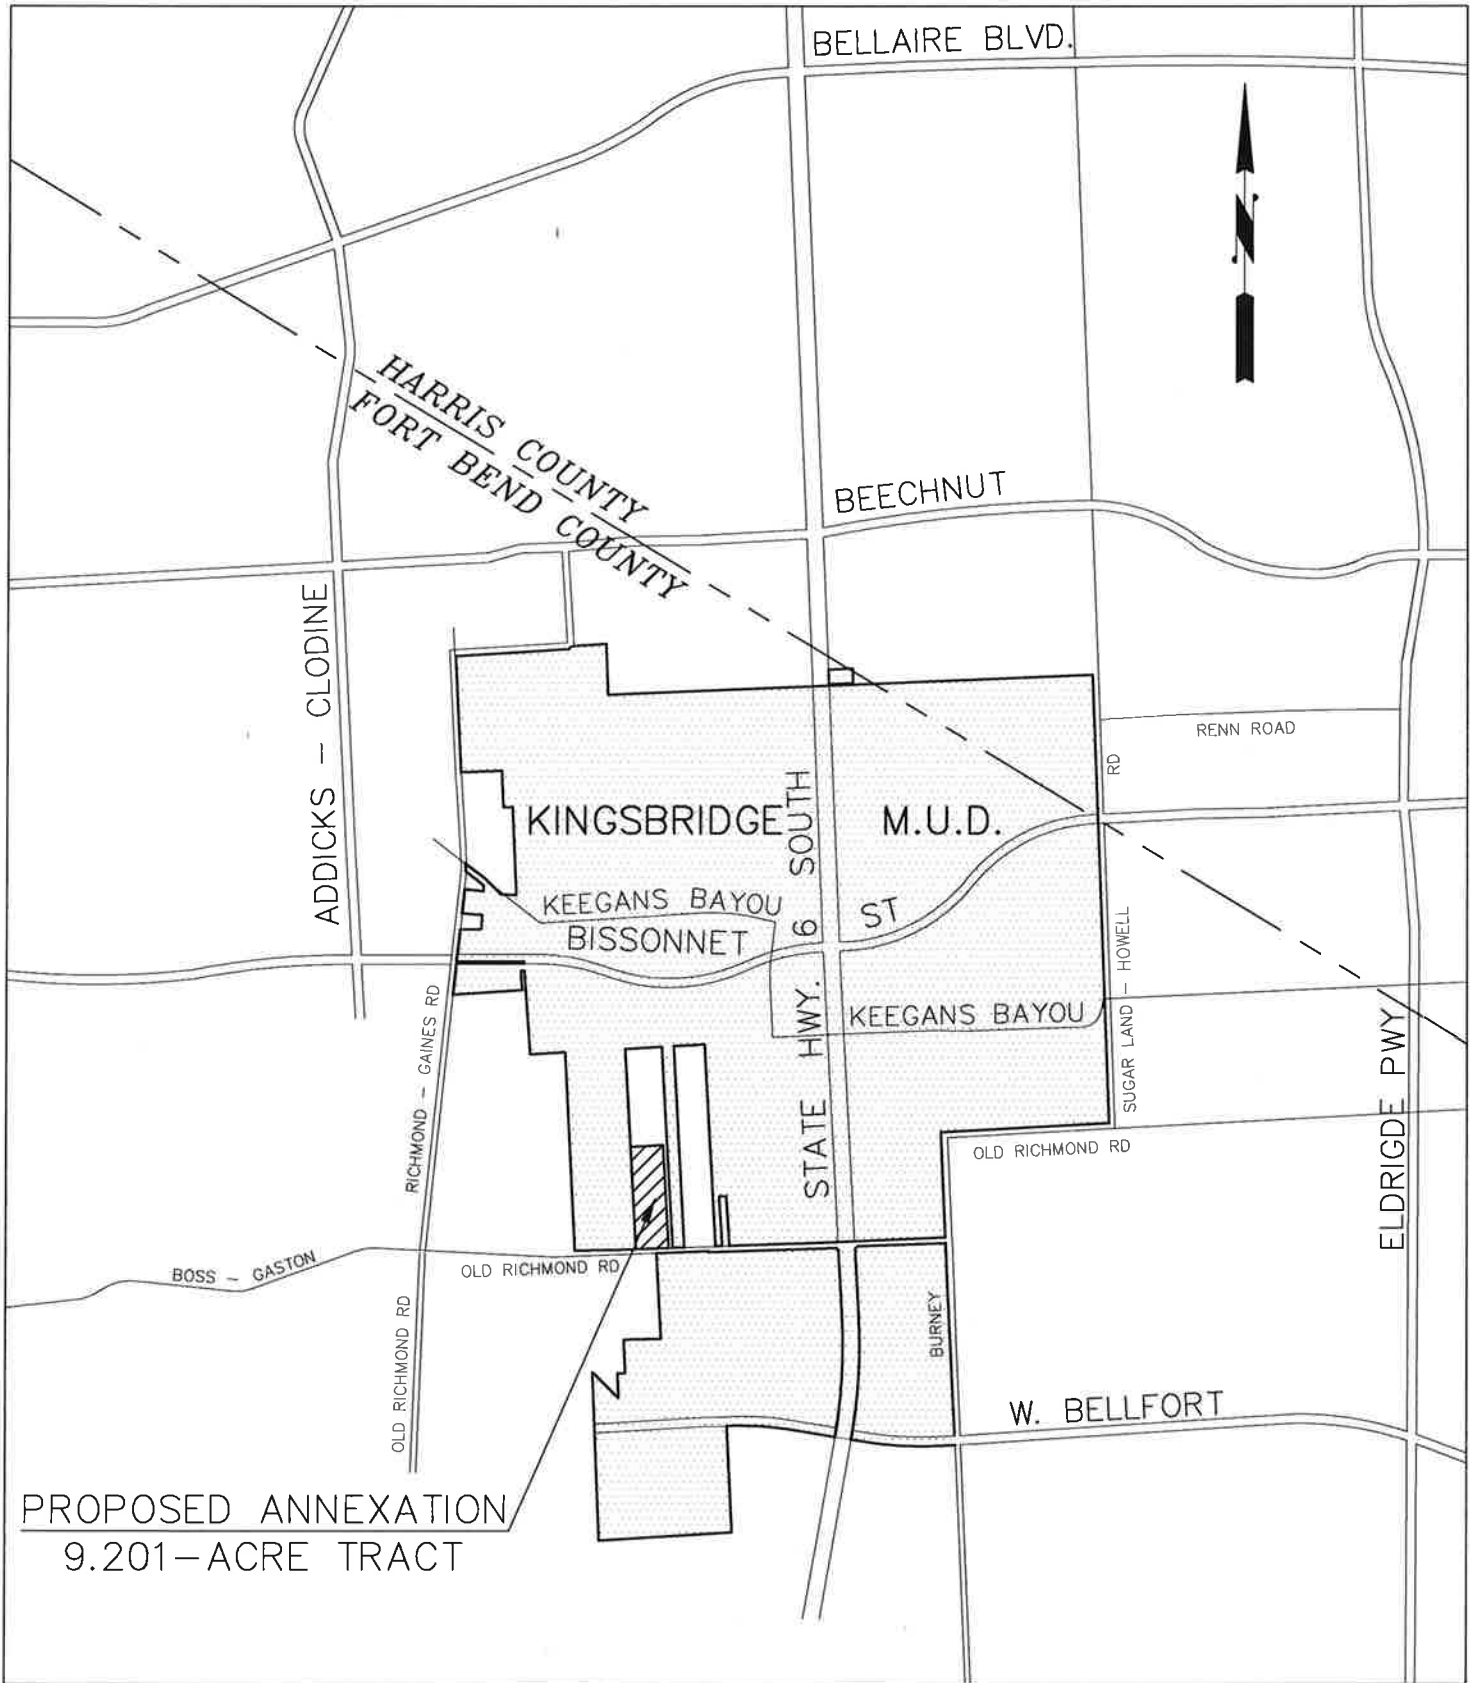 BELLAIRE BLVD.
N
HARRIS COUNTY
FORT BEND COUNTY
BEECHNUT
ADDICKS - CLODINE
RENN ROAD
RD
KINGSBRIDGE M.U.D.
STATE HWY. 6 SOUTH
KEEGANS BAYOU
ST
BISSONNET
SUGAR LAND - HOWELL
KEEGANS BAYOU
RICHMOND - GAINES RD
ELDRIGDE PWY
OLD RICHMOND RD
BOSS - GASTON
OLD RICHMOND RD
OLD RICHMOND RD
BURNEY
W. BELLFORT
PROPOSED ANNEXATION
9.201-ACRE TRACT